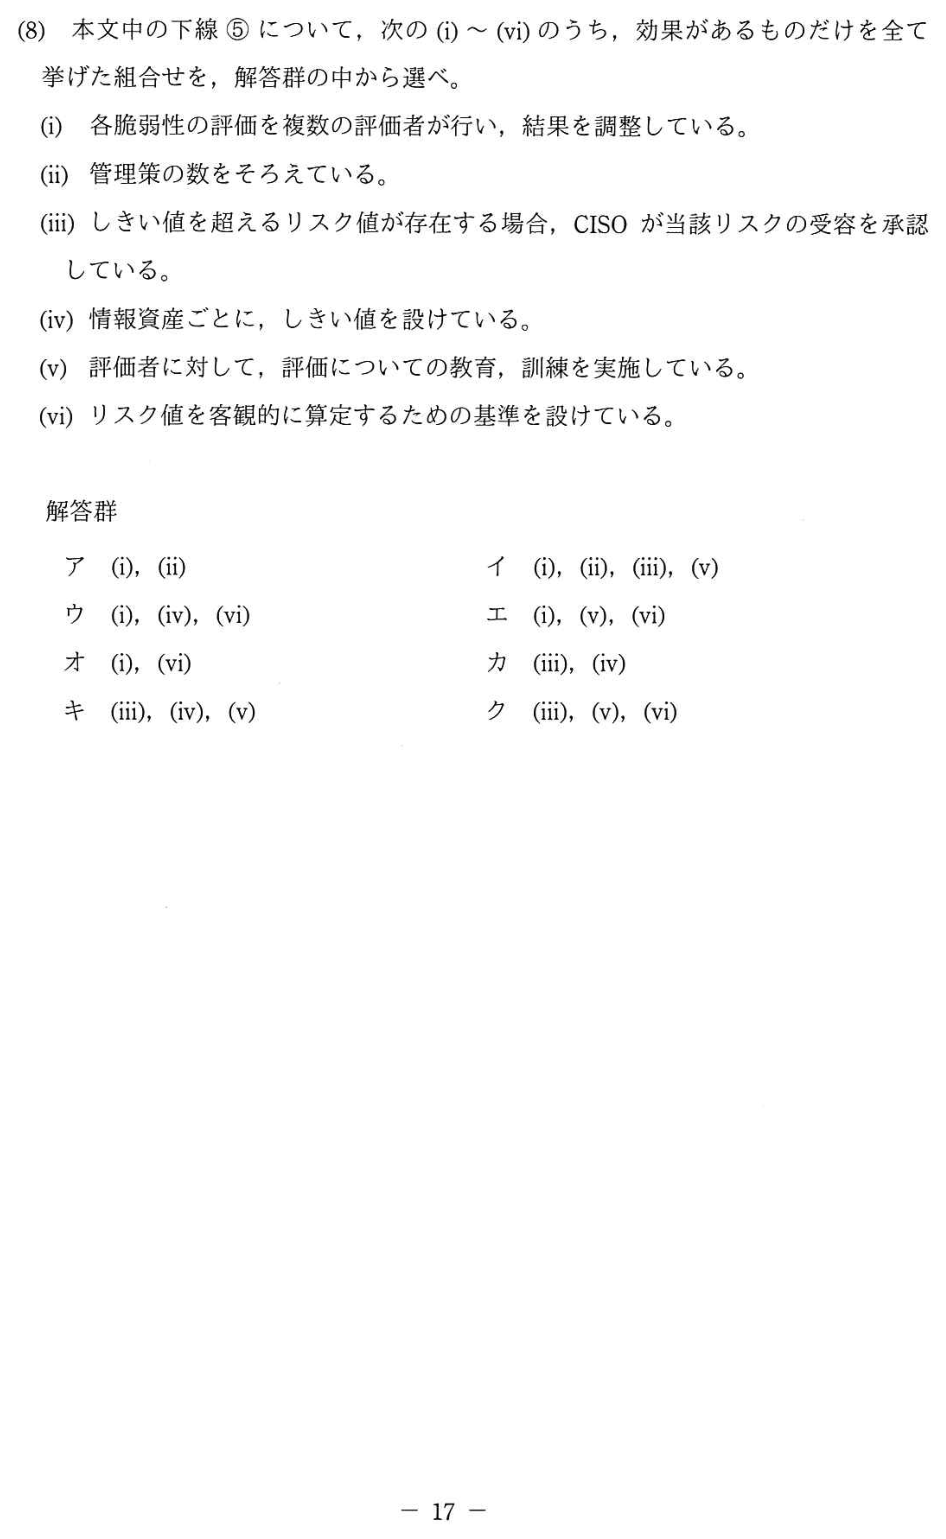 (8) 本文中の下線⑤について，次の(i)～(vi)のうち，効果があるものだけを全て
挙げた組合せを，解答群の中から選べ。
(i) 各脆弱性の評価を複数の評価者が行い，結果を調整している。
(ii) 管理策の数をそろえている。
(iii) しきい値を超えるリスク値が存在する場合，CISO が当該リスクの受容を承認
している。
(iv) 情報資産ごとに，しきい値を設けている。
(v) 評価者に対して，評価についての教育，訓練を実施している。
(vi) リスク値を客観的に算定するための基準を設けている。
解答群
ア (i)，(ii) イ (i)，(ii)，(iii)，(v)
ウ (i)，(iv)，(vi) エ (i)，(v)，(vi)
オ (i)，(vi) カ (iii)，(iv)
キ (iii)，(iv)，(v) ク (iii)，(v)，(vi)
－ 17 －